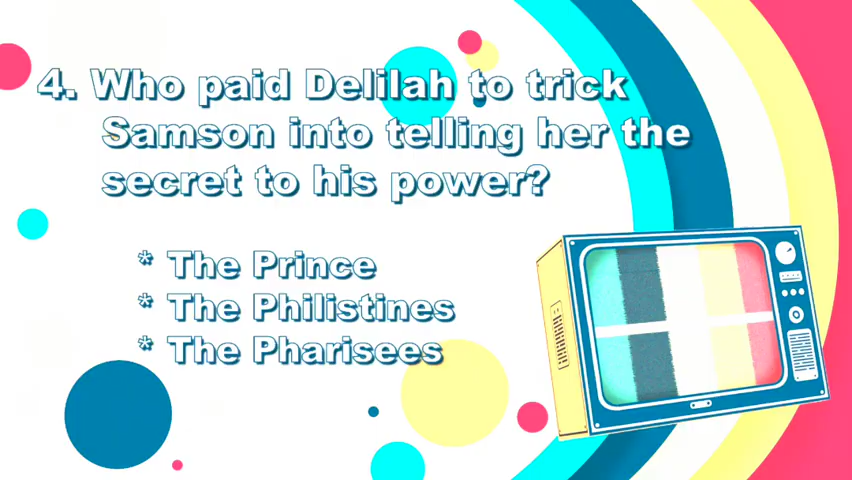 4. Who paid Delilah to trick
Samson into telling her the
secret to his power?
* The Prince
* The Philistines
* The Pharisees